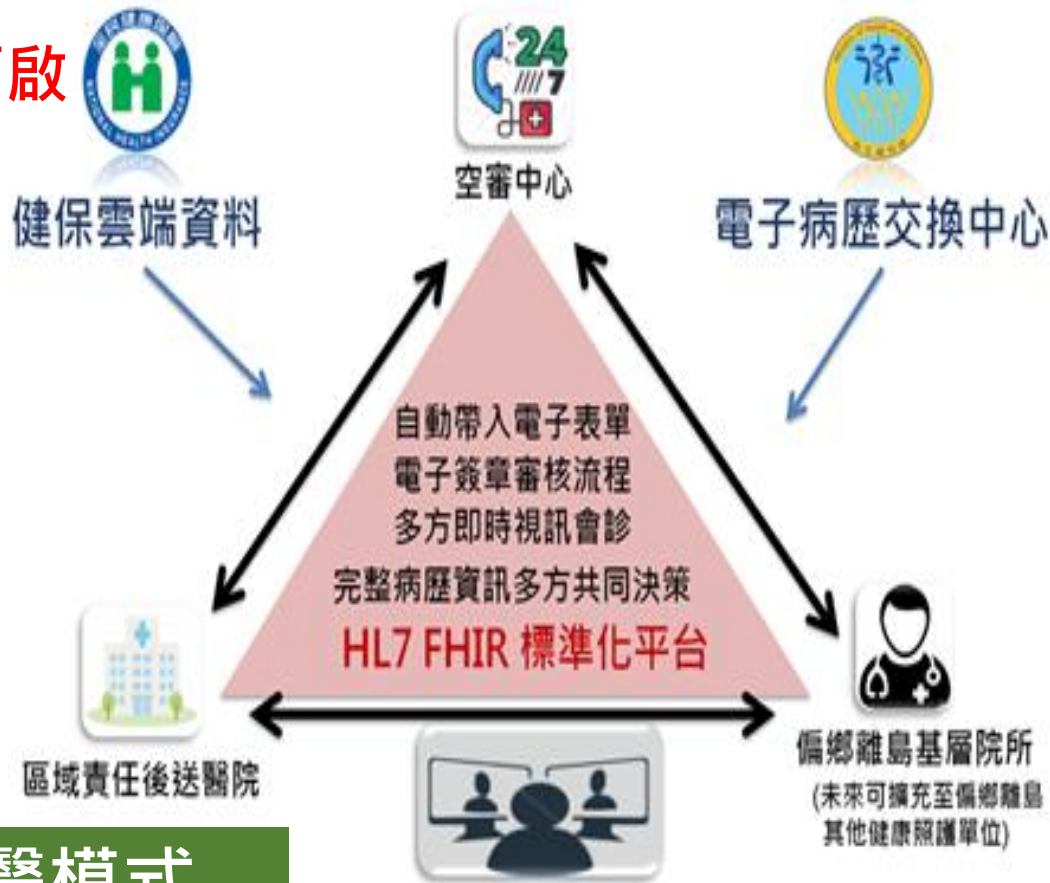 啟
健保雲端資料
24
7
空審中心
電子病歷交換中心
自動帶入電子表單
電子簽章審核流程
多方即時視訊會診
完整病歷資訊多方共同決策
HL7 FHIR 標準化平台
區域責任後送醫院
偏鄉離島基層院所
(未來可擴充至偏鄉離島
其他健康照護單位)
醫模式